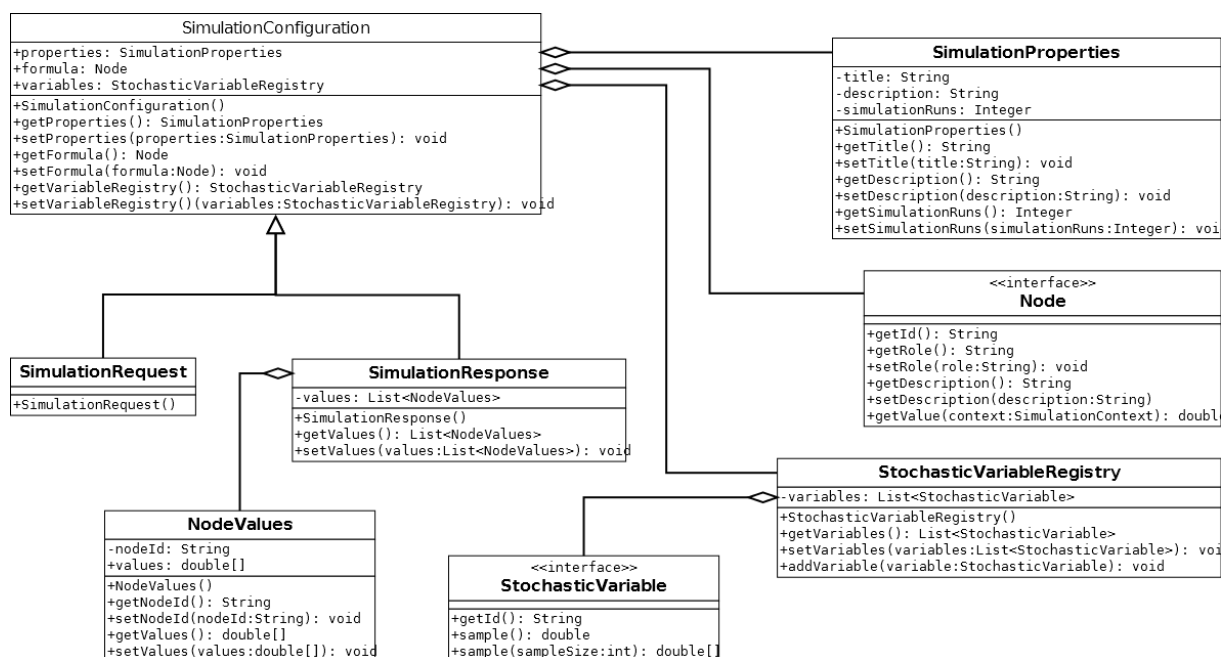 SimulationConfiguration
+properties: SimulationProperties
+formula: Node
+variables: StochasticVariableRegistry
+SimulationConfiguration()
+getProperties(): SimulationProperties
+setProperties(properties:SimulationProperties): void
+getFormula(): Node
+setFormula(formula:Node): void
+getVariableRegistry(): StochasticVariableRegistry
+setVariableRegistry()(variables:StochasticVariableRegistry): void
SimulationProperties
-title: String
-description: String
-simulationRuns: Integer
+SimulationProperties()
+getTitle(): String
+setTitle(title:String): void
+getDescription(): String
+setDescription(description:String): void
+getSimulationRuns(): Integer
+setSimulationRuns(simulationRuns:Integer): voi
<<interface>>
Node
+getId(): String
+getRole(): String
+setRole(role:String): void
+getDescription(): String
+setDescription(description:String)
+getValue(context:SimulationContext): double
SimulationRequest
+SimulationRequest()
SimulationResponse
-values: List<NodeValues>
+SimulationResponse()
+getValues(): List<NodeValues>
+setValues(values:List<NodeValues>): void
StochasticVariableRegistry
-variables: List<StochasticVariable>
+StochasticVariableRegistry()
+getVariables(): List<StochasticVariable>
+setVariables(variables:List<StochasticVariable>): voi
+addVariable(variable:StochasticVariable): void
NodeValues
-nodeId: String
+values: double[]
+NodeValues()
+getNodeId(): String
+setNodeId(nodeId:String): void
+getValues(): double[]
+setValues(values:double[]): void
<<interface>>
StochasticVariable
+getId(): String
+sample(): double
+sample(sampleSize:int): double[]